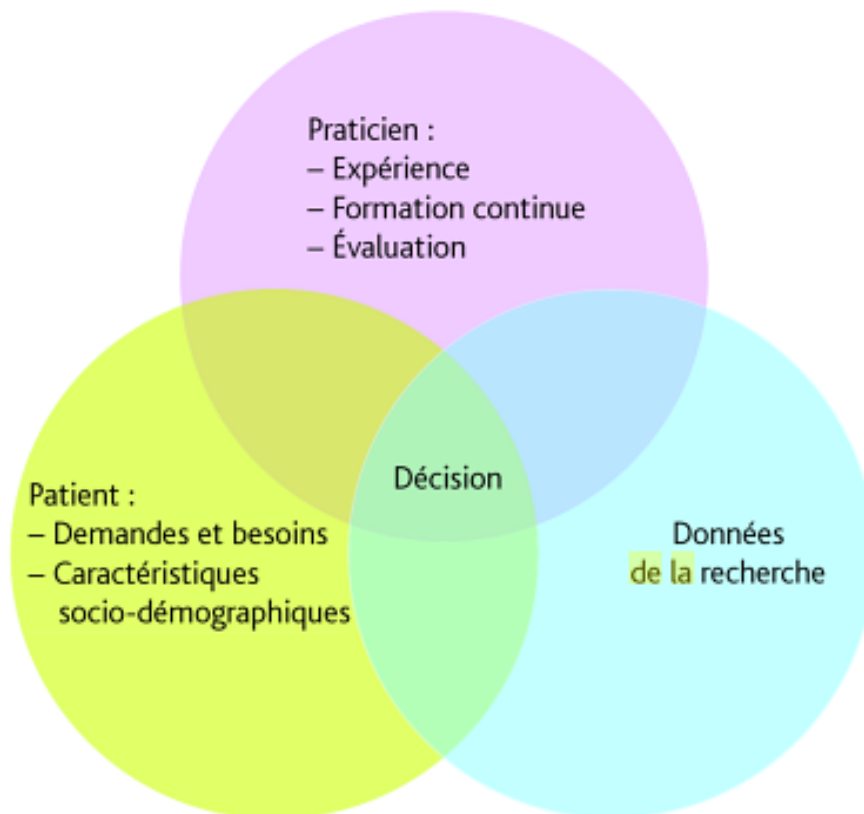 Praticien :
– Expérience
– Formation continue
– Évaluation
Décision
Patient :
– Demandes et besoins
– Caractéristiques
socio-démographiques
Données
de la recherche